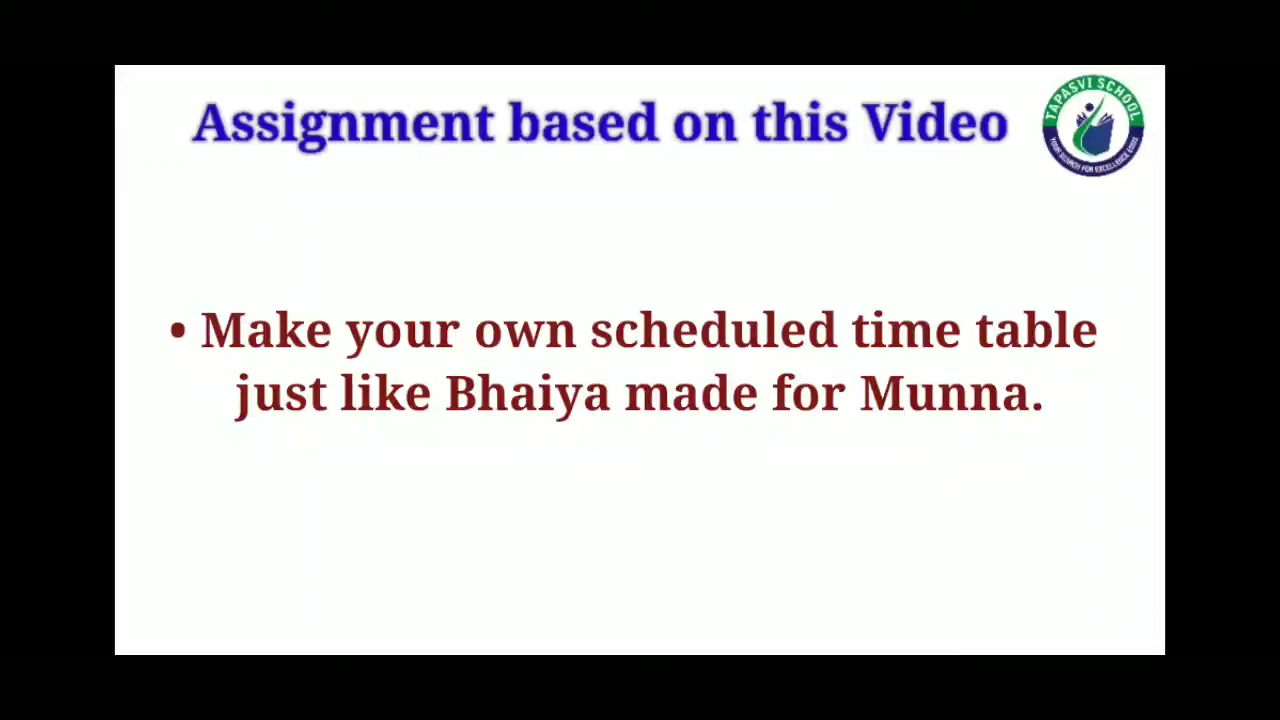 Assignment based on this Video
TAPASVI SCHOOL
• Make your own scheduled time table
just like Bhaiya made for Munna.